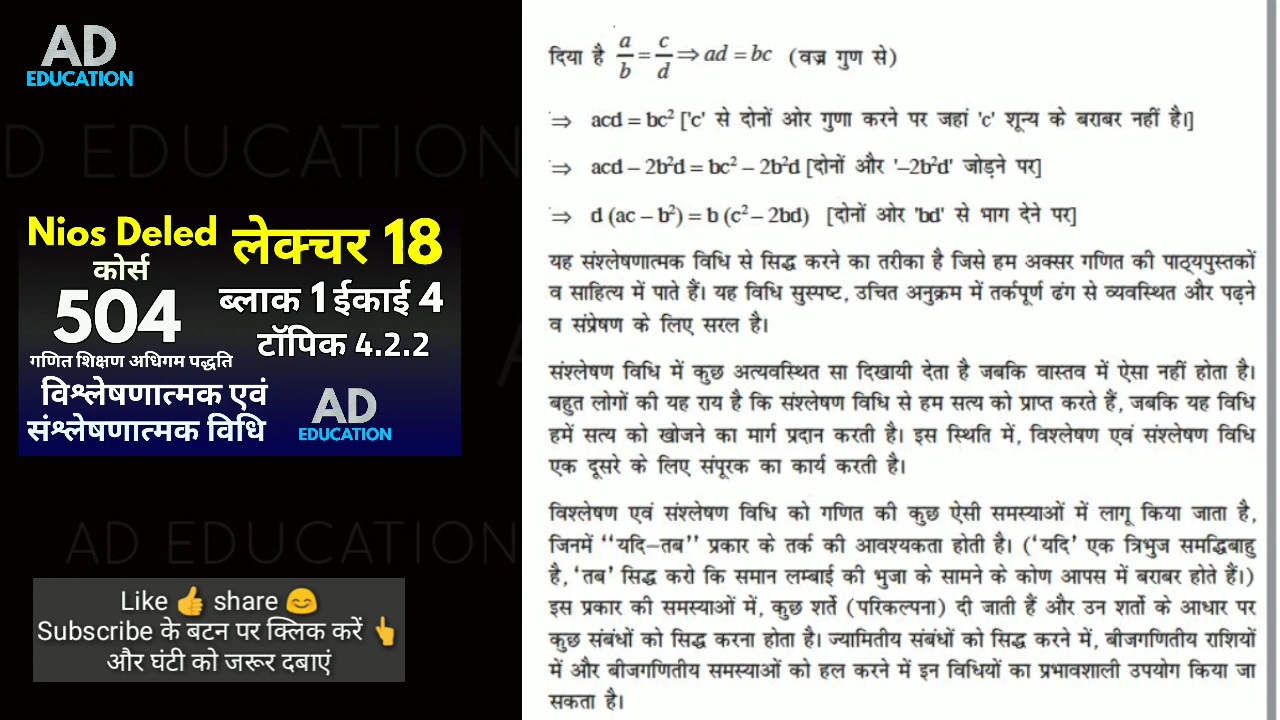 AD
EDUCATION
Nios Deled
कोर्स
504
गणित शिक्षण अधिगम पद्धति
विश्लेषणात्मक एवं
संश्लेषणात्मक विधि
लेक्चर 18
ब्लाक 1 ईकाई 4
टॉपिक 4.2.2
AD
EDUCATION
D EDUCATION
AD EDUCATION
Like 👍 share 😊
Subscribe के बटन पर क्लिक करें 👆
और घंटी को जरूर दबाएं
दिया है a/b = c/d ⇒ ad = bc (वज्र गुण से)
⇒ acd = bc² ['c' से दोनों ओर गुणा करने पर जहां 'c' शून्य के बराबर नहीं है।]
⇒ acd – 2b²d = bc² – 2b²d [दोनों और '–2b²d' जोड़ने पर]
⇒ d (ac – b²) = b (c² – 2bd) [दोनों ओर 'bd' से भाग देने पर]
यह संश्लेषणात्मक विधि से सिद्ध करने का तरीका है जिसे हम अक्सर गणित की पाठ्यपुस्तकों
व साहित्य में पाते हैं। यह विधि सुस्पष्ट, उचित अनुक्रम में तर्कपूर्ण ढंग से व्यवस्थित और पढ़ने
व संप्रेषण के लिए सरल है।
संश्लेषण विधि में कुछ अत्यवस्थित सा दिखायी देता है जबकि वास्तव में ऐसा नहीं होता है।
बहुत लोगों की यह राय है कि संश्लेषण विधि से हम सत्य को प्राप्त करते हैं, जबकि यह विधि
हमें सत्य को खोजने का मार्ग प्रदान करती है। इस स्थिति में, विश्लेषण एवं संश्लेषण विधि
एक दूसरे के लिए संपूरक का कार्य करती है।
विश्लेषण एवं संश्लेषण विधि को गणित की कुछ ऐसी समस्याओं में लागू किया जाता है,
जिनमें ''यदि–तब'' प्रकार के तर्क की आवश्यकता होती है। ('यदि' एक त्रिभुज समद्धिबाहु
है, 'तब' सिद्ध करो कि समान लम्बाई की भुजा के सामने के कोण आपस में बराबर होते हैं।)
इस प्रकार की समस्याओं में, कुछ शर्ते (परिकल्पना) दी जाती हैं और उन शर्तो के आधार पर
कुछ संबंधों को सिद्ध करना होता है। ज्यामितीय संबंधों को सिद्ध करने में, बीजगणितीय राशियों
में और बीजगणितीय समस्याओं को हल करने में इन विधियों का प्रभावशाली उपयोग किया जा
सकता है।